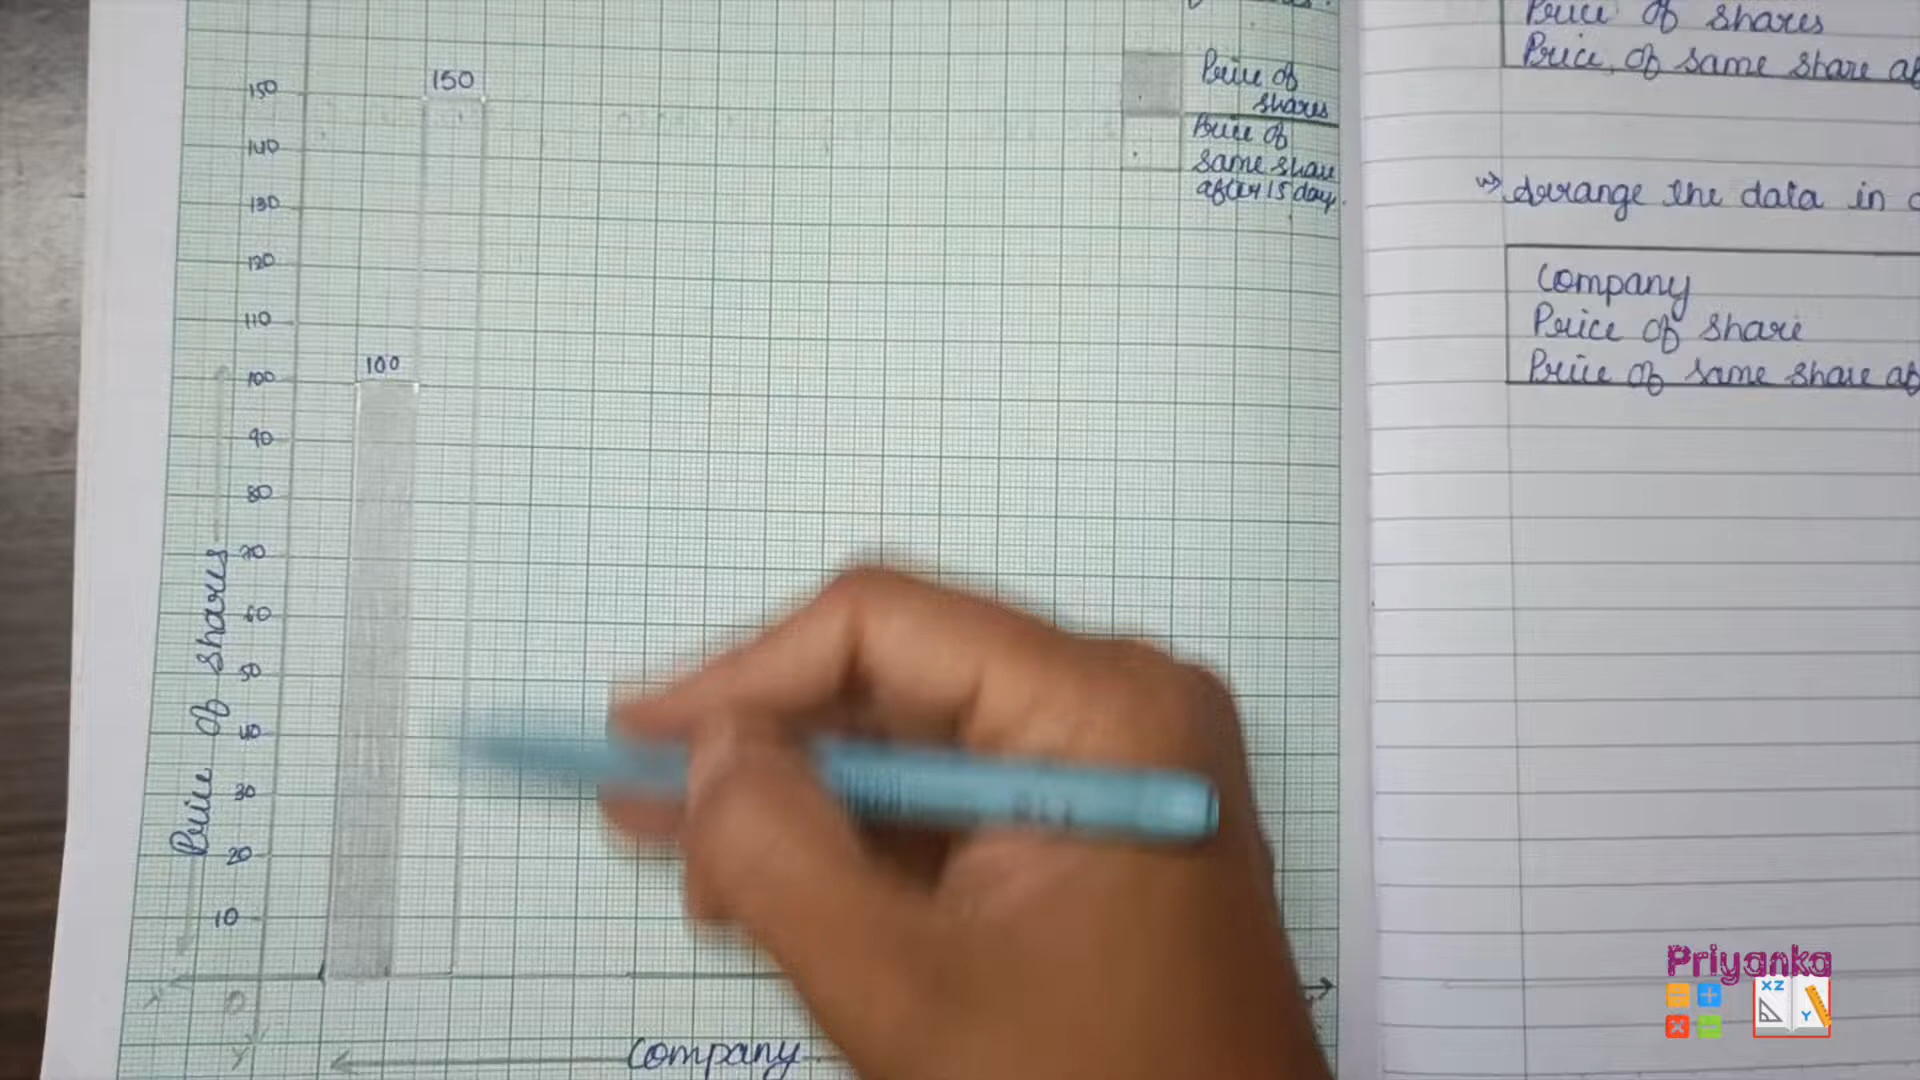 150
150
140
130
120
110
100
100
90
80
70
60
50
40
30
20
10
O
X'
Y'
Price of shares
Company
Price of
shares
Price of
same share
after 15 day.
Price of shares
Price of same share af
Arrange the data in
Company
Price of share
Price of same share af
Priyanka
XZ
Y